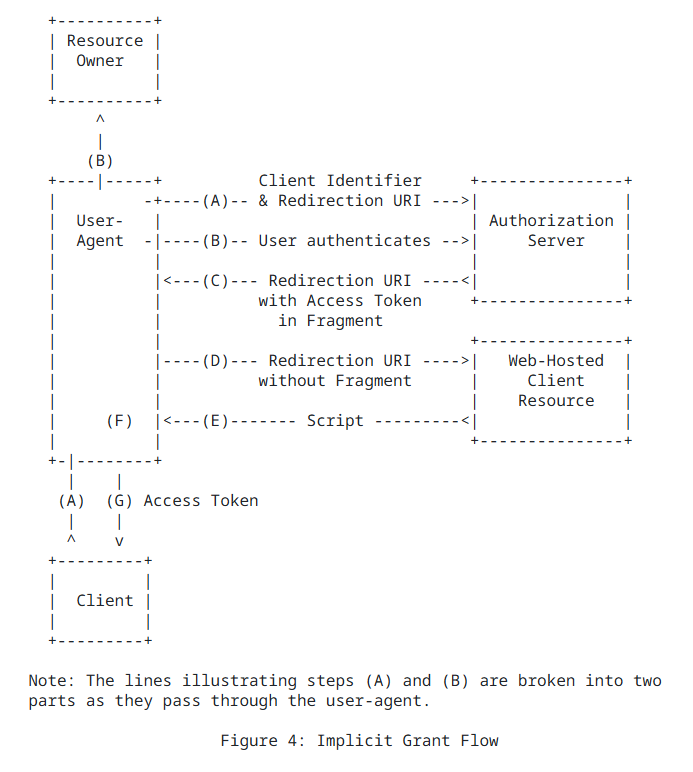 +----------+
| Resource |
|  Owner   |
|          |
+----------+
     ^
     |
    (B)
+----|-----+          Client Identifier     +---------------+
|         -+----(A)-- & Redirection URI --->|               |
|  User-   |                                | Authorization |
|  Agent  -|----(B)-- User authenticates -->|     Server    |
|          |                                |               |
|          |<---(C)--- Redirection URI ----<|               |
|          |          with Access Token     +---------------+
|          |            in Fragment
|          |                                +---------------+
|          |----(D)--- Redirection URI ---->|   Web-Hosted  |
|          |          without Fragment      |     Client    |
|          |                                |    Resource   |
|     (F)  |<---(E)------- Script ---------<|               |
|          |                                +---------------+
+-|--------+
  |    |
 (A)  (G) Access Token
  |    |
  ^    v
+---------+
|         |
|  Client |
|         |
+---------+
Note: The lines illustrating steps (A) and (B) are broken into two
parts as they pass through the user-agent.
Figure 4: Implicit Grant Flow